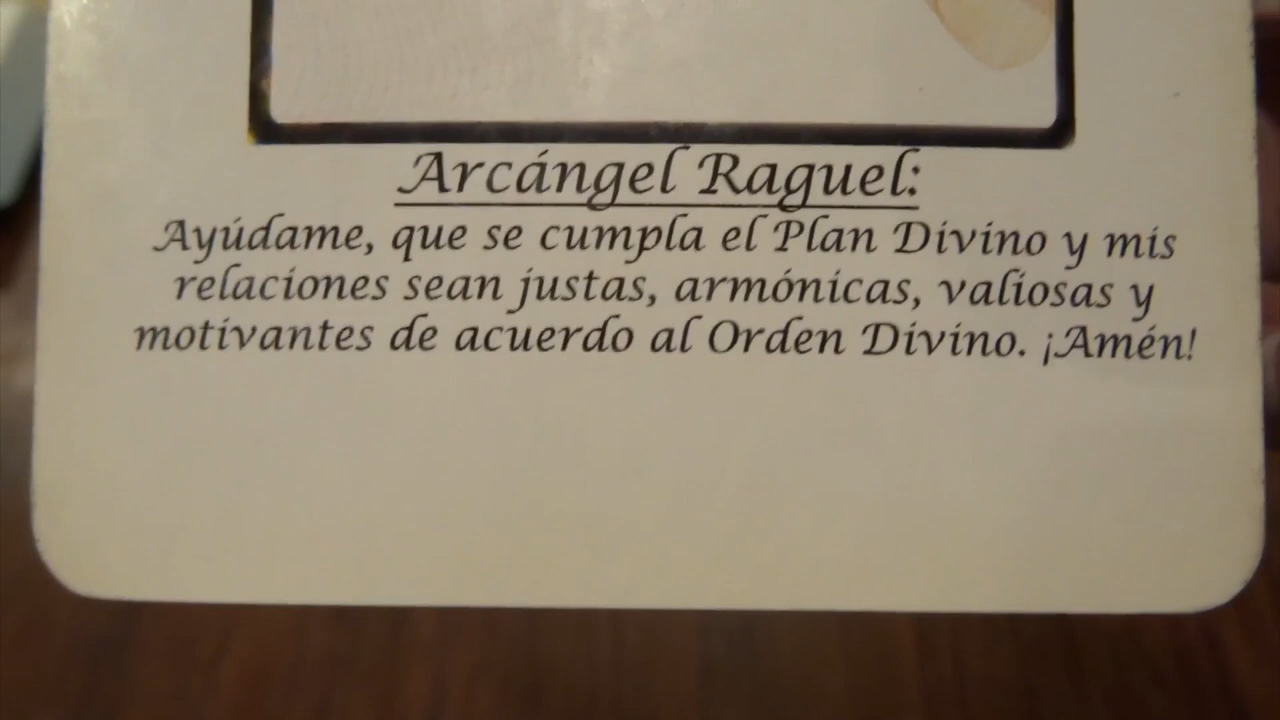 Arcángel Raguel:
Ayúdame, que se cumpla el Plan Divino y mis
relaciones sean justas, armónicas, valiosas y
motivantes de acuerdo al Orden Divino. ¡Amén!